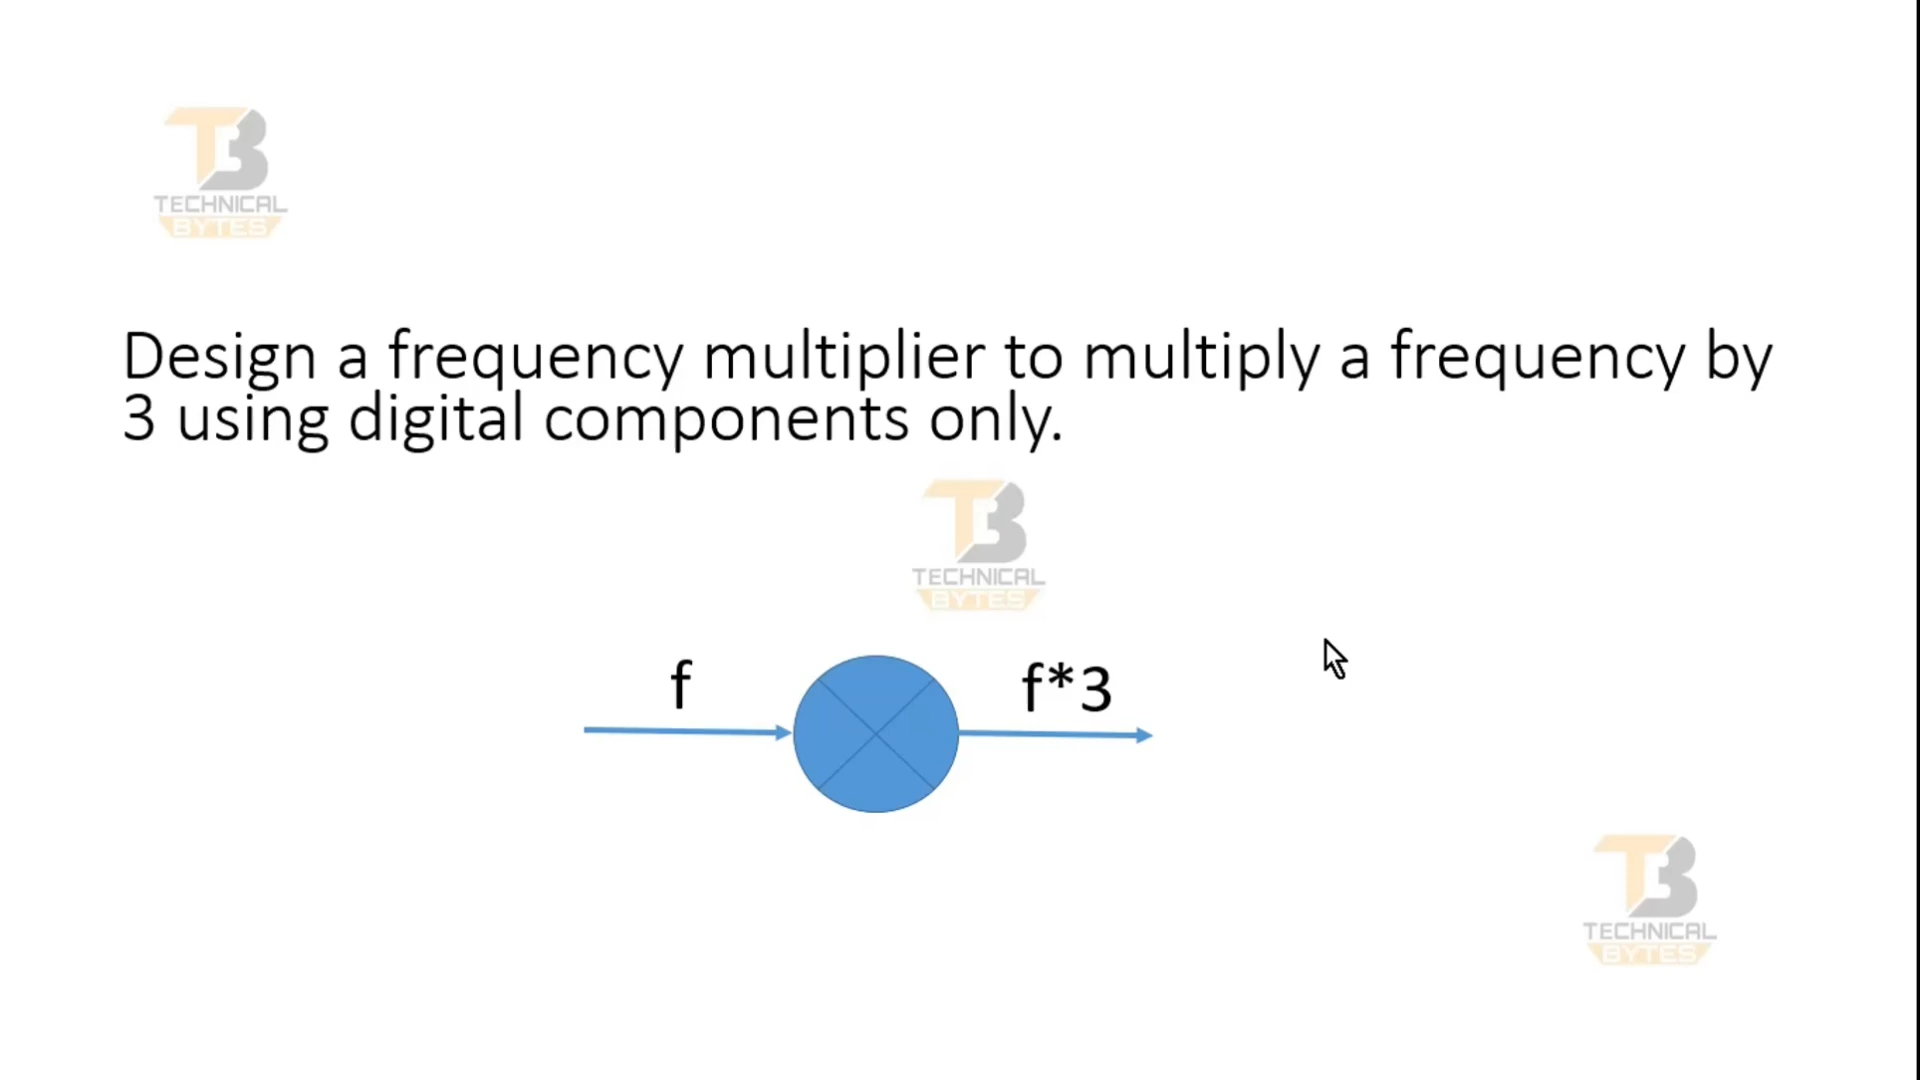 TECHNICAL
BYTES
Design a frequency multiplier to multiply a frequency by
3 using digital components only.
TECHNICAL
BYTES
f
f*3
TECHNICAL
BYTES